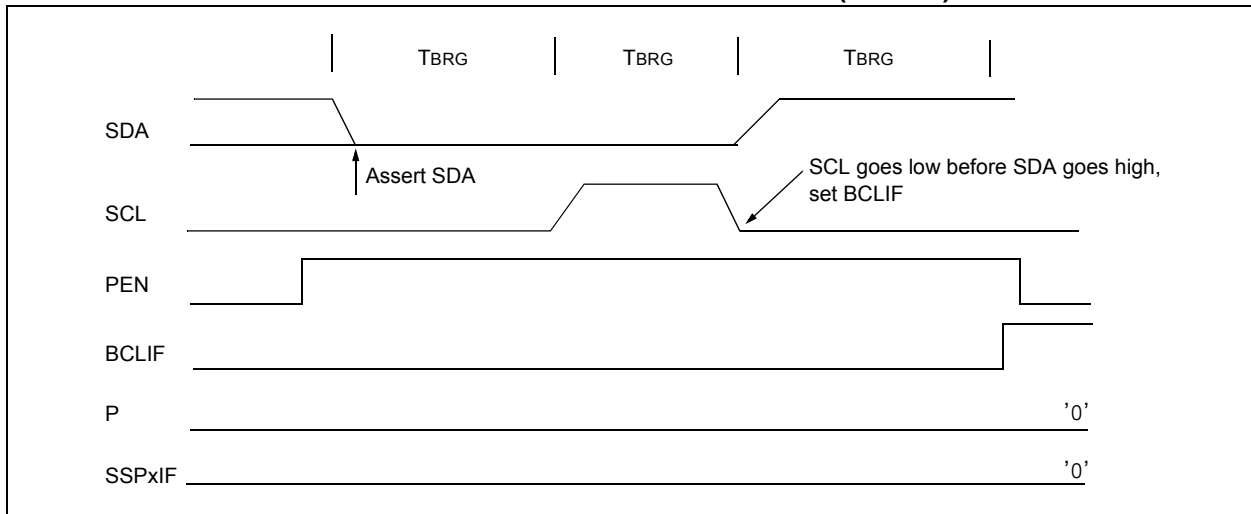 TBRG TBRG TBRG
SDA
Assert SDA
SCL goes low before SDA goes high,
set BCLIF
SCL
PEN
BCLIF
P '0'
SSPxIF '0'